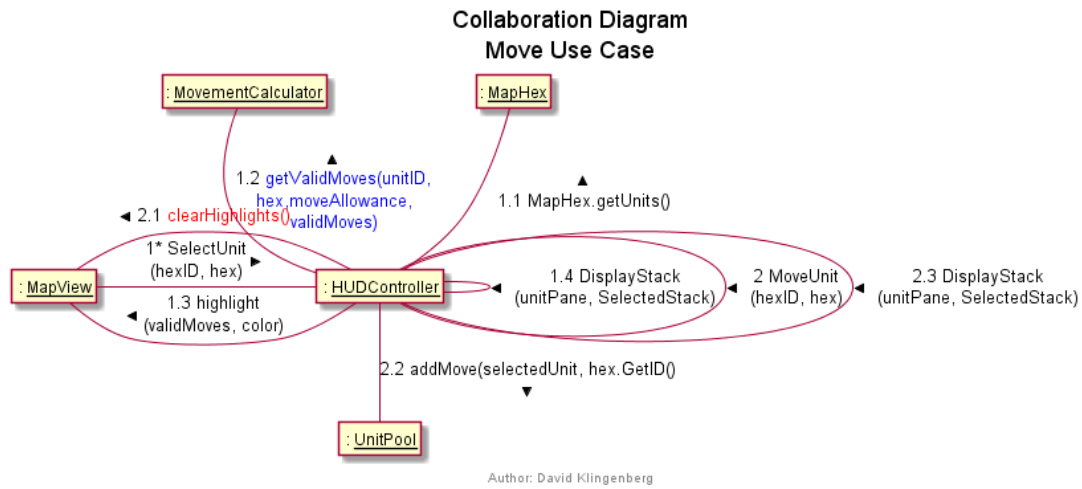 Collaboration Diagram
Move Use Case
: MovementCalculator
: MapHex
1.2 getValidMoves(unitID,
hex,moveAllowance,
validMoves)
▲
▲
1.1 MapHex.getUnits()
◄ 2.1 clearHighlights()
1* SelectUnit
(hexID, hex) ►
: MapView
: HUDController
1.3 highlight
◄ (validMoves, color)
◄ 1.4 DisplayStack
(unitPane, SelectedStack)
◄ 2 MoveUnit
(hexID, hex)
◄ 2.3 DisplayStack
(unitPane, SelectedStack)
2.2 addMove(selectedUnit, hex.GetID()
▼
: UnitPool
Author: David Klingenberg